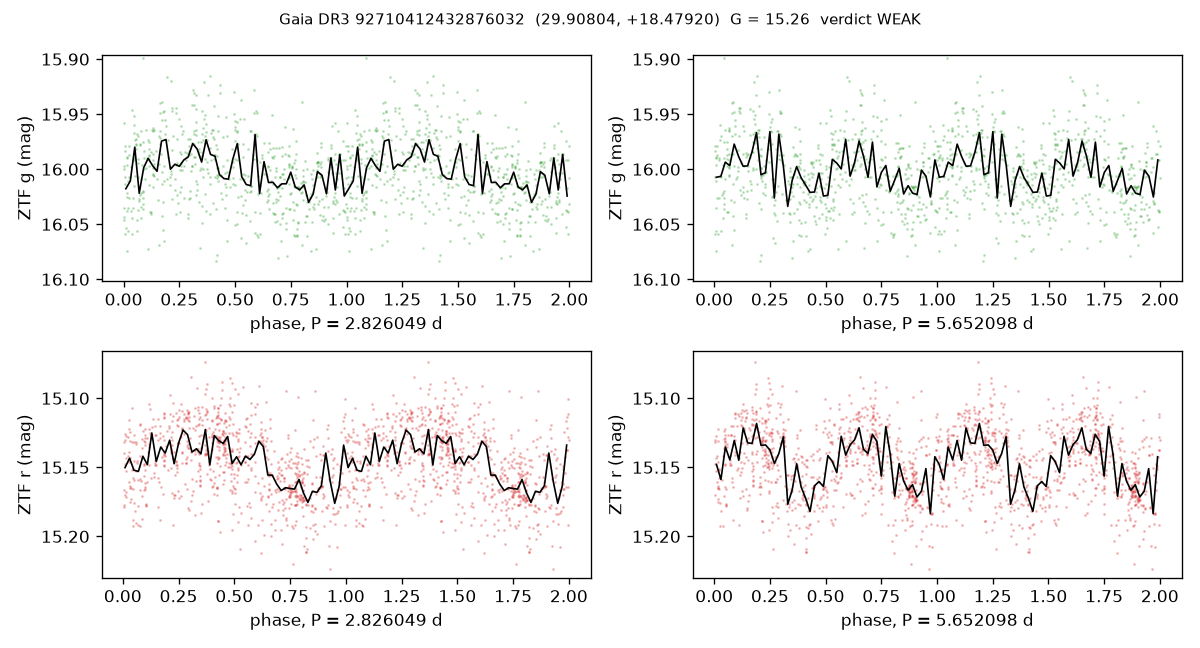 Gaia DR3 92710412432876032 (29.90804, +18.47920) G = 15.26 verdict WEAK
ZTF g (mag)
15.90
15.95
16.00
16.05
16.10
0.00 0.25 0.50 0.75 1.00 1.25 1.50 1.75 2.00
phase, P = 2.826049 d
ZTF g (mag)
15.90
15.95
16.00
16.05
16.10
0.00 0.25 0.50 0.75 1.00 1.25 1.50 1.75 2.00
phase, P = 5.652098 d
ZTF r (mag)
15.10
15.15
15.20
0.00 0.25 0.50 0.75 1.00 1.25 1.50 1.75 2.00
phase, P = 2.826049 d
ZTF r (mag)
15.10
15.15
15.20
0.00 0.25 0.50 0.75 1.00 1.25 1.50 1.75 2.00
phase, P = 5.652098 d